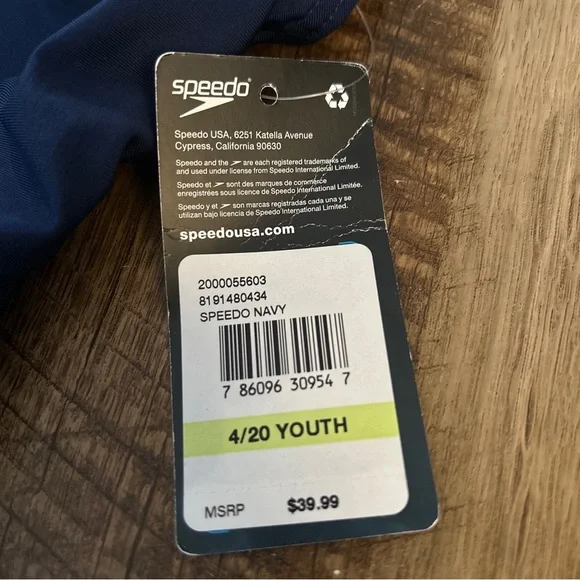 speedo
Speedo USA, 6251 Katella Avenue
Cypress, California 90630
Speedo and the are each registered trademarks of
and used under license from Speedo International Limited.
Speedo et sont des marques de commerce
enregistrées sous licence de Speedo International Limitée.
Speedo y et son marcas registradas cada una y se
utilizan bajo licencia de Speedo International Limited.
speedousa.com
2000055603
8191480434
SPEEDO NAVY
7 86096 30954 7
4/20 YOUTH
MSRP $39.99